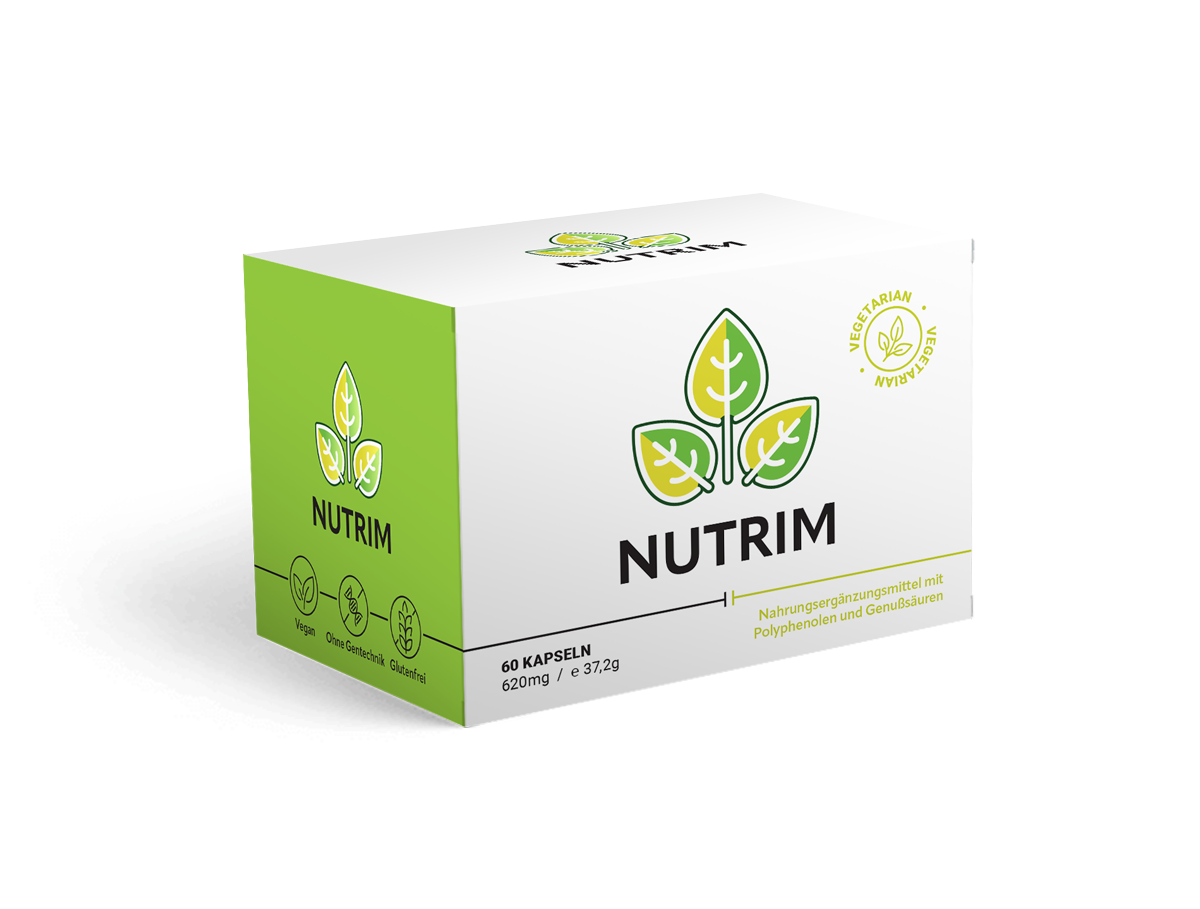 NUTRIM
VEGETARIAN • VEGETARIAN •
NUTRIM
NUTRIM
Nahrungsergänzungsmittel mit
Polyphenolen und Genußsäuren
60 KAPSELN
620mg / ℮ 37,2g
Vegan
Ohne Gentechnik
Glutenfrei